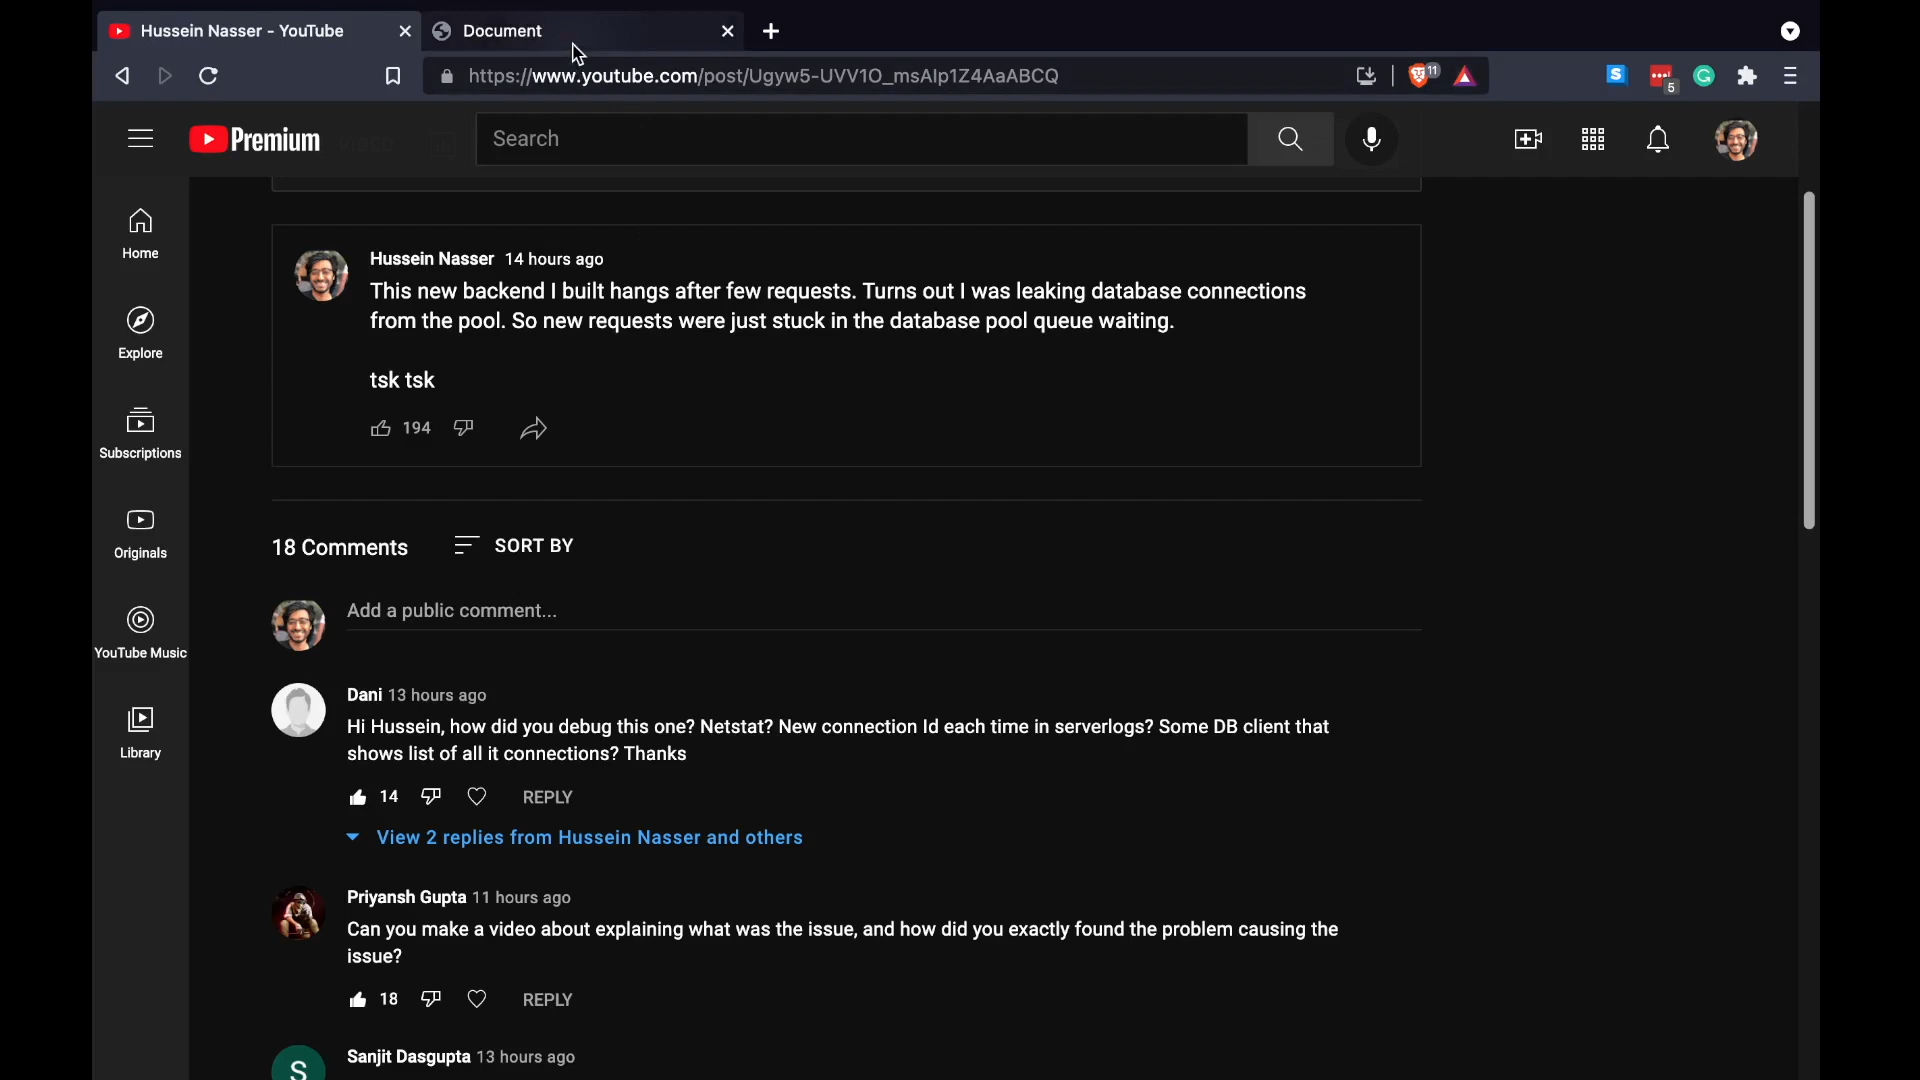 Hussein Nasser - YouTube
Document
https://www.youtube.com/post/Ugyw5-UVV1O_msAIp1Z4AaABCQ
11
S
5
G
Premium
VIDEO
Search
Home
Explore
Subscriptions
Originals
YouTube Music
Library
Hussein Nasser 14 hours ago
This new backend I built hangs after few requests. Turns out I was leaking database connections
from the pool. So new requests were just stuck in the database pool queue waiting.
tsk tsk
194
18 Comments
SORT BY
Add a public comment...
Dani 13 hours ago
Hi Hussein, how did you debug this one? Netstat? New connection Id each time in serverlogs? Some DB client that
shows list of all it connections? Thanks
14
REPLY
View 2 replies from Hussein Nasser and others
Priyansh Gupta 11 hours ago
Can you make a video about explaining what was the issue, and how did you exactly found the problem causing the
issue?
18
REPLY
Sanjit Dasgupta 13 hours ago
S